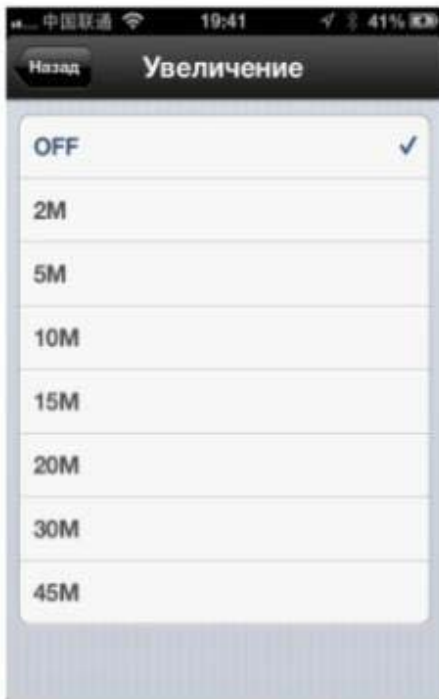 中国联通 19:41 41%
Назад Увеличение
OFF
2M
5M
10M
15M
20M
30M
45M